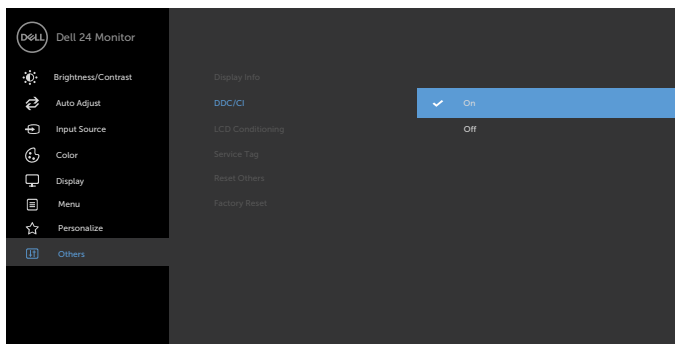 DELL Dell 24 Monitor
Brightness/Contrast
Display Info
Auto Adjust
DDC/CI
On
Input Source
LCD Conditioning
Off
Color
Service Tag
Display
Reset Others
Menu
Factory Reset
Personalize
Others